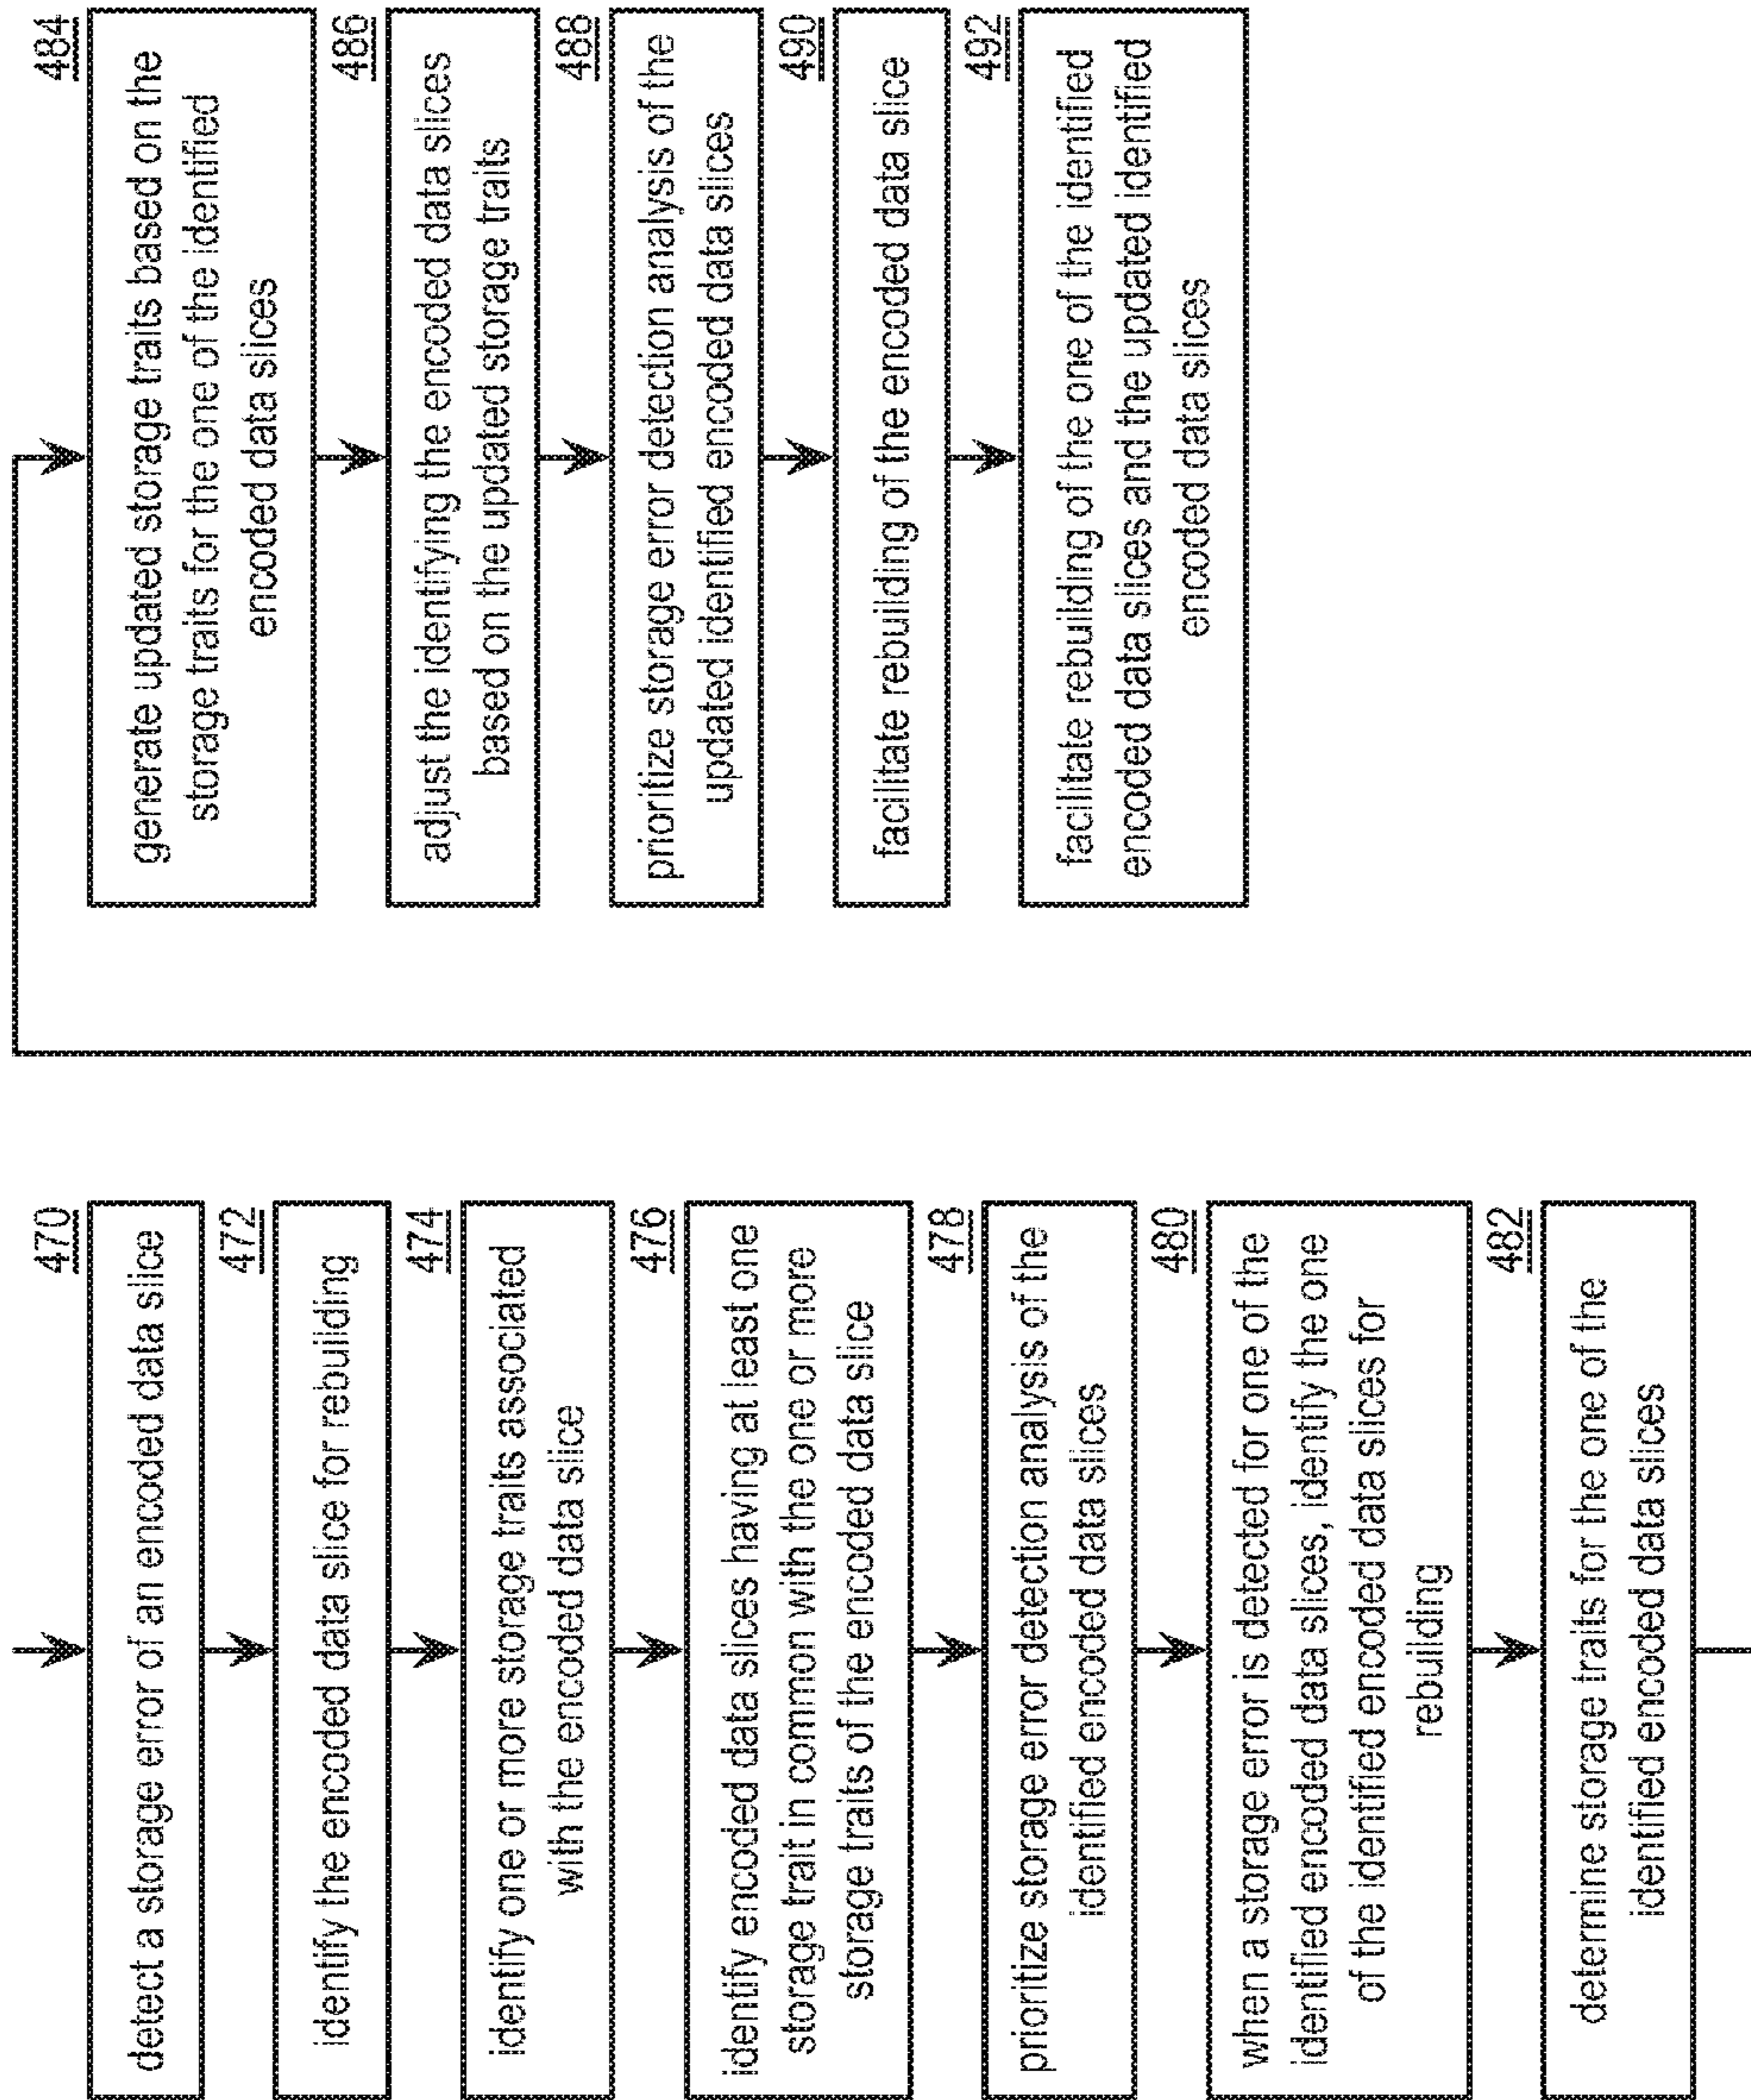 470
detect a storage error of an encoded data slice
472
identify the encoded data slice for rebuilding
474
identify one or more storage traits associated
with the encoded data slice
476
identify encoded data slices having at least one
storage trait in common with the one or more
storage traits of the encoded data slice
478
prioritize storage error detection analysis of the
identified encoded data slices
480
when a storage error is detected for one of the
identified encoded data slices, identify the one
of the identified encoded data slices for
rebuilding
482
determine storage traits for the one of the
identified encoded data slices
484
generate updated storage traits based on the
storage traits for the one of the identified
encoded data slices
486
adjust the identifying the encoded data slices
based on the updated storage traits
488
prioritize storage error detection analysis of the
updated identified encoded data slices
490
facilitate rebuilding of the encoded data slice
492
facilitate rebuilding of the one of the identified
encoded data slices and the updated identified
encoded data slices